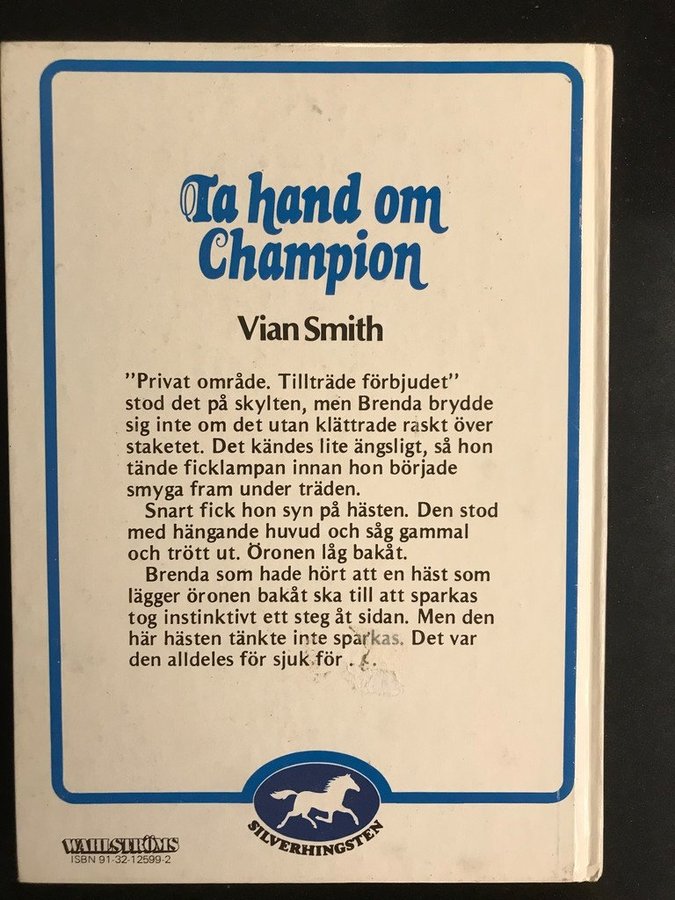 Ta hand om
Champion
Vian Smith
"Privat område. Tillträde förbjudet"
stod det på skylten, men Brenda brydde
sig inte om det utan klättrade raskt över
staketet. Det kändes lite ängsligt, så hon
tände ficklampan innan hon började
smyga fram under träden.
Snart fick hon syn på hästen. Den stod
med hängande huvud och såg gammal
och trött ut. Öronen låg bakåt.
Brenda som hade hört att en häst som
lägger öronen bakåt ska till att sparkas
tog instinktivt ett steg åt sidan. Men den
här hästen tänkte inte sparkas. Det var
den alldeles för sjuk för . . .
SILVERHINGSTEN
WAHLSTRÖMS
ISBN 91-32-12599-2